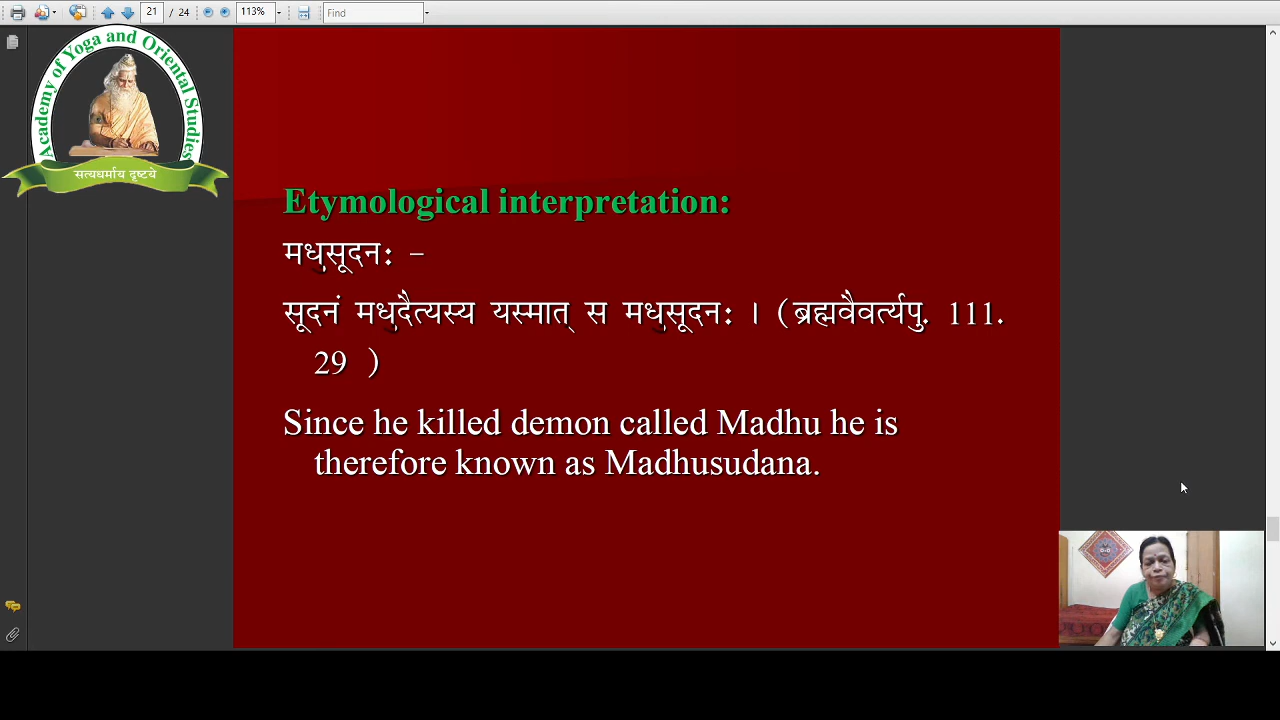 21 / 24
113%
Find
Academy of Yoga and Oriental Studies
सत्यधर्माय दृष्टये
Etymological interpretation:
मधुसूदनः –
सूदनं मधुदैत्यस्य यस्मात् स मधुसूदनः । (ब्रह्मवैवर्त्यपु. 111.
29 )
Since he killed demon called Madhu he is
therefore known as Madhusudana.